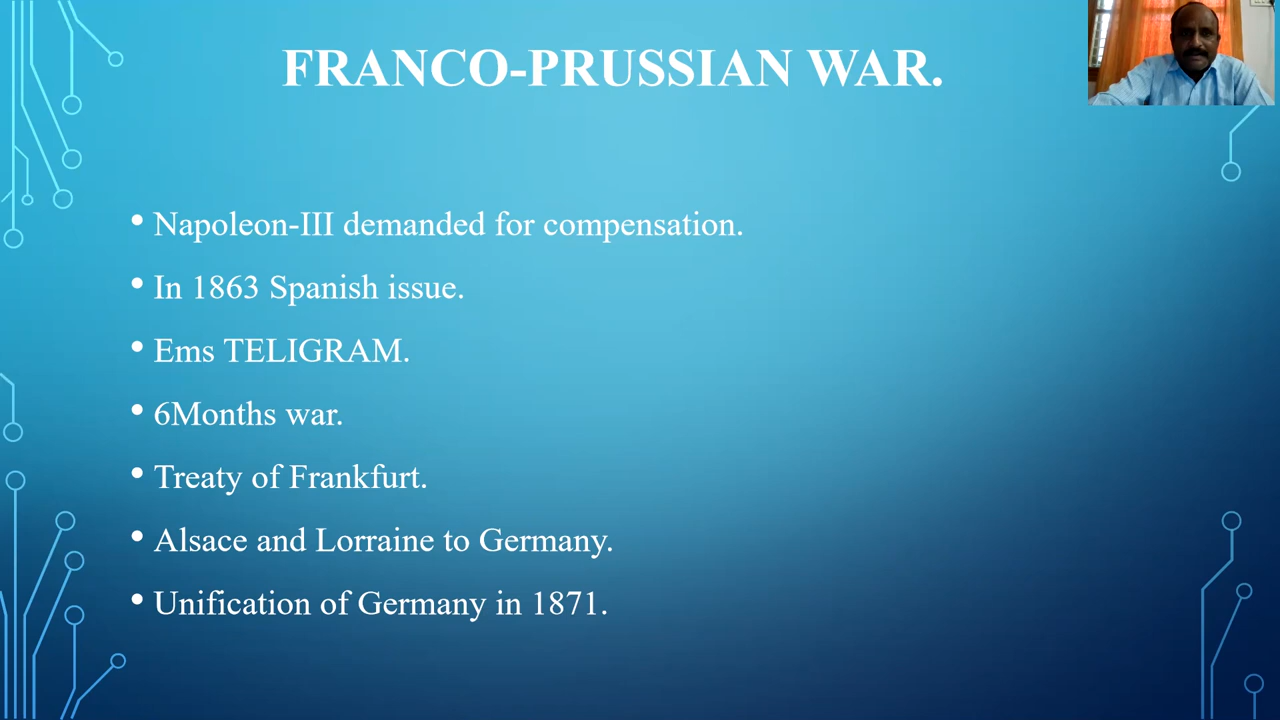 FRANCO-PRUSSIAN WAR.
• Napoleon-III demanded for compensation.
• In 1863 Spanish issue.
• Ems TELIGRAM.
• 6Months war.
• Treaty of Frankfurt.
• Alsace and Lorraine to Germany.
• Unification of Germany in 1871.